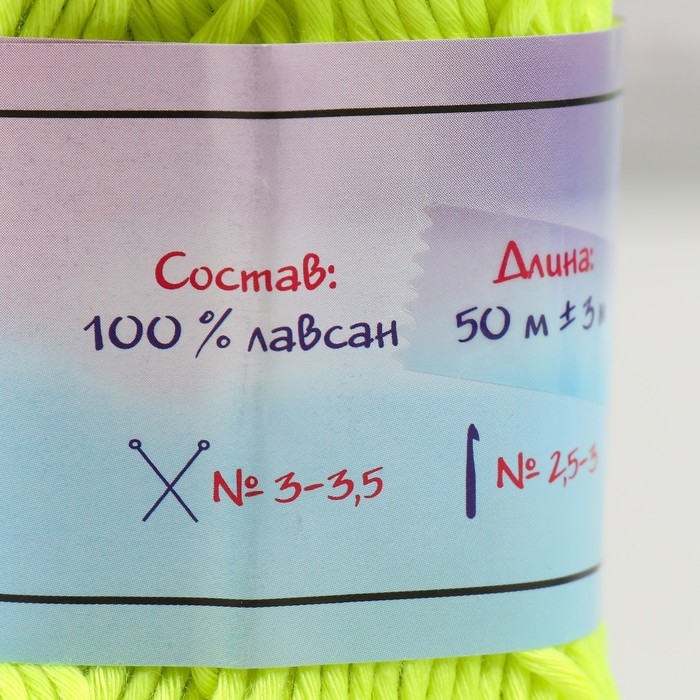 Состав:
100 % лавсан
Длина:
50 м ± 3 м
№ 3-3,5
№ 2,5-3